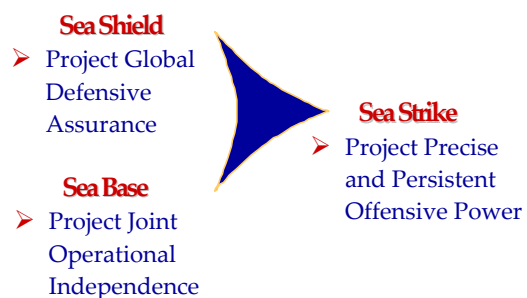 Sea Shield
➢ Project Global
Defensive
Assurance
Sea Strike
➢ Project Precise
and Persistent
Offensive Power
Sea Base
➢ Project Joint
Operational
Independence